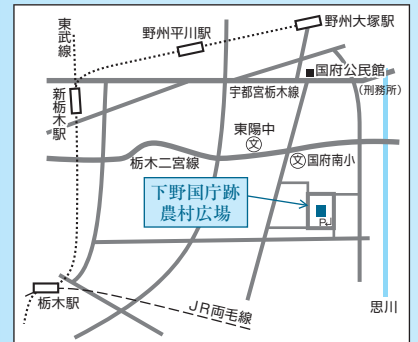 東武線
野州平川駅
野州大塚駅
国府公民館
(刑務所)
新栃木駅
宇都宮栃木線
東陽中
文
文
国府南小
栃木二宮線
下野国庁跡
農村広場
P
栃木駅
JR両毛線
思川